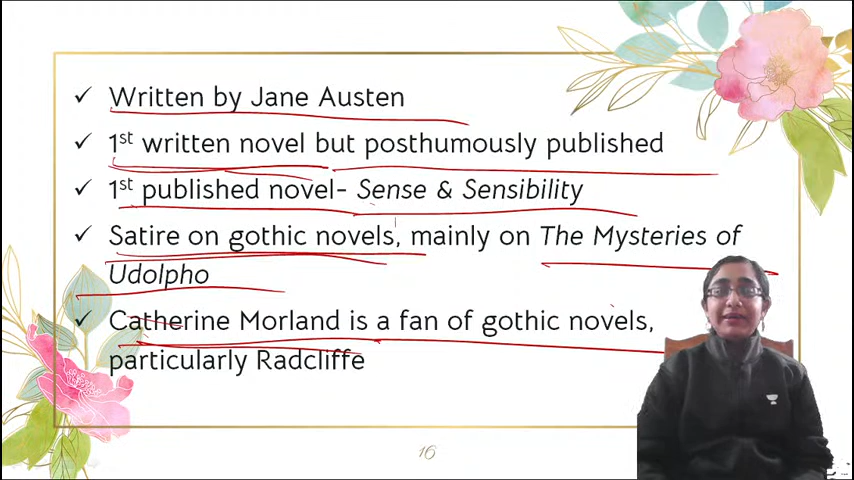 ✓ Written by Jane Austen
✓ 1st written novel but posthumously published
✓ 1st published novel- Sense & Sensibility
✓ Satire on gothic novels, mainly on The Mysteries of
Udolpho
✓ Catherine Morland is a fan of gothic novels,
particularly Radcliffe
16